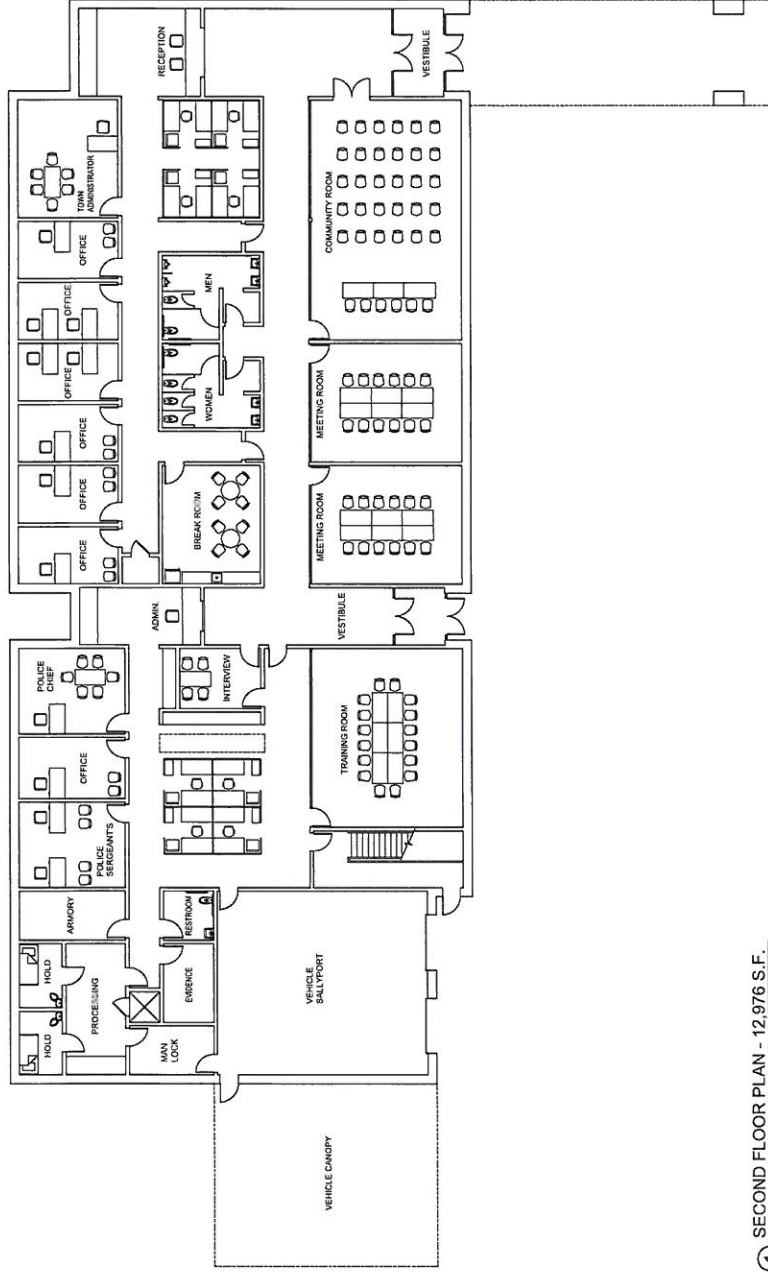 HOLD
HOLD
PROCESSING
MAN
LOCK
EVIDENCE
ARMORY
RESTROOM
VEHICLE CANOPY
VEHICLE
SALLYPORT
POLICE
SERGEANTS
OFFICE
POLICE
CHIEF
INTERVIEW
TRAINING ROOM
ADMIN.
VESTIBULE
OFFICE
OFFICE
OFFICE
OFFICE
OFFICE
OFFICE
TOWN
ADMINISTRATOR
BREAK ROOM
WOMEN
MEN
RECEPTION
MEETING ROOM
MEETING ROOM
COMMUNITY ROOM
VESTIBULE
1 SECOND FLOOR PLAN - 12,976 S.F.